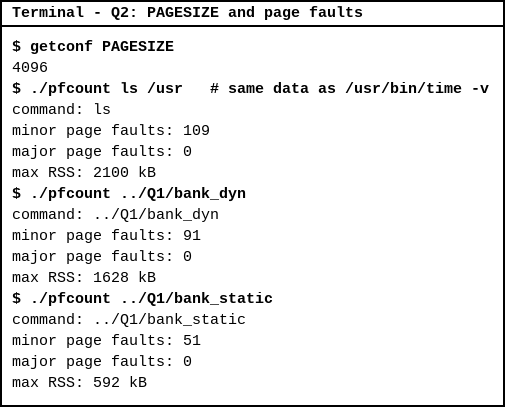 Terminal - Q2: PAGESIZE and page faults
$ getconf PAGESIZE
4096
$ ./pfcount ls /usr   # same data as /usr/bin/time -v
command: ls
minor page faults: 109
major page faults: 0
max RSS: 2100 kB
$ ./pfcount ../Q1/bank_dyn
command: ../Q1/bank_dyn
minor page faults: 91
major page faults: 0
max RSS: 1628 kB
$ ./pfcount ../Q1/bank_static
command: ../Q1/bank_static
minor page faults: 51
major page faults: 0
max RSS: 592 kB